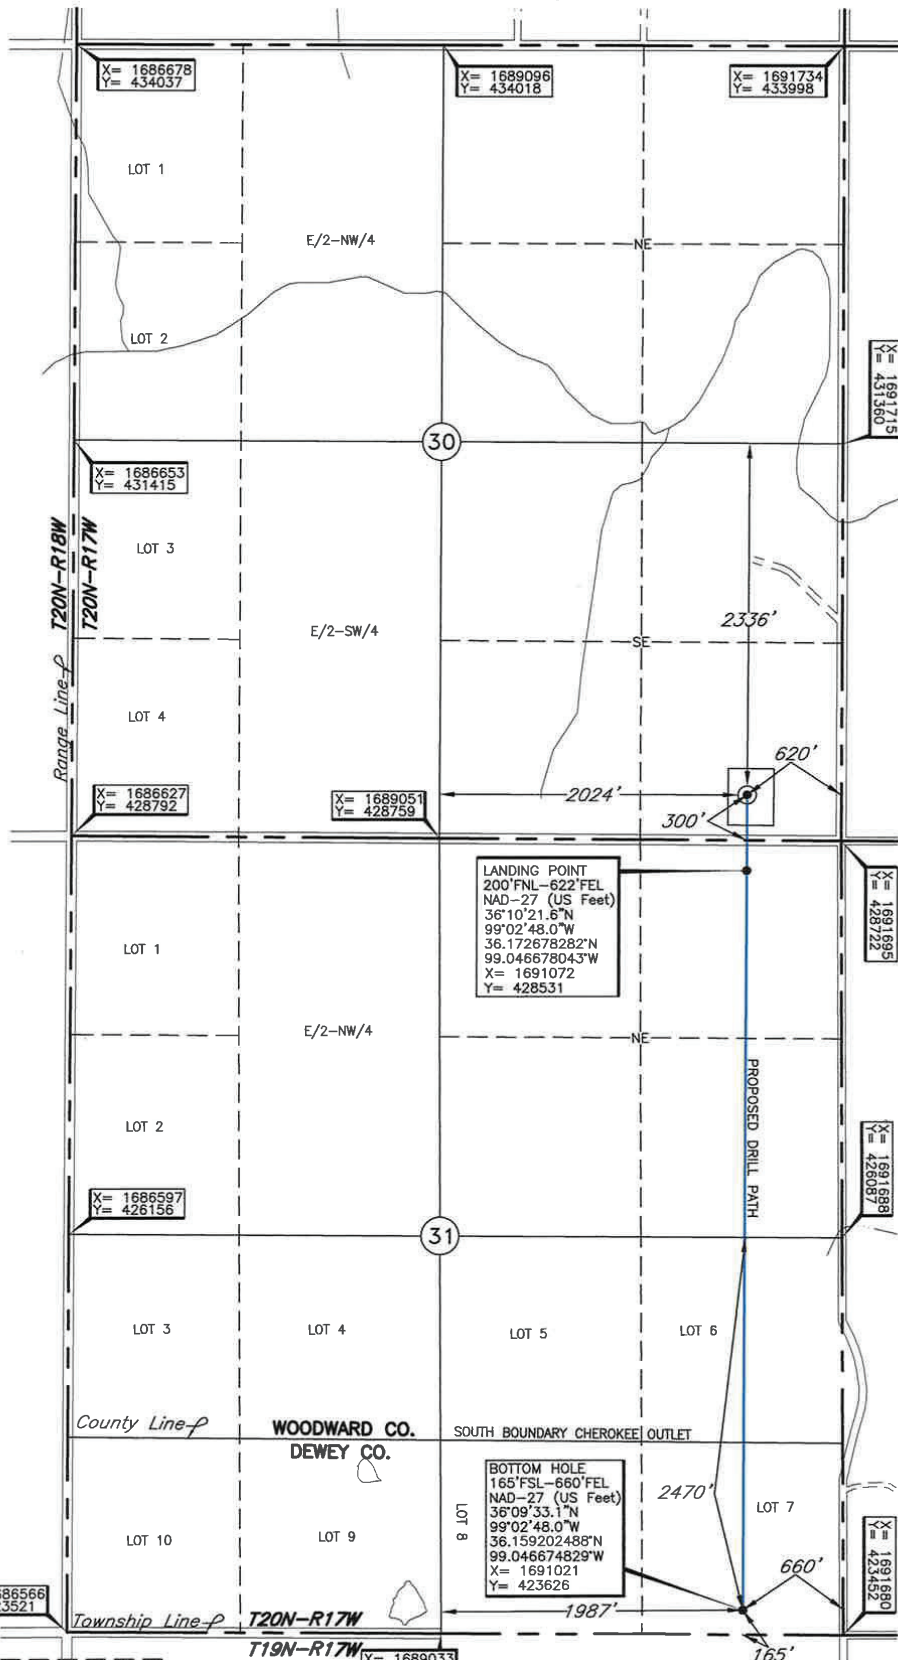 X= 1686678
Y= 434037
X= 1689096
Y= 434018
X= 1691734
Y= 433998
LOT 1
E/2-NW/4
NE
LOT 2
X= 1691715
Y= 431360
30
X= 1686653
Y= 431415
T20N-R18W
T20N-R17W
LOT 3
E/2-SW/4
2336'
SE
LOT 4
Range Line
620'
X= 1686627
Y= 428792
X= 1689051
Y= 428759
2024'
300'
X= 1691695
Y= 428722
LANDING POINT
200'FNL-622'FEL
NAD-27 (US Feet)
36°10'21.6"N
99°02'48.0"W
36.172678282°N
99.046678043°W
X= 1691072
Y= 428531
LOT 1
E/2-NW/4
NE
PROPOSED DRILL PATH
LOT 2
X= 1691688
Y= 426087
X= 1686597
Y= 426156
31
LOT 3
LOT 4
LOT 5
LOT 6
County Line
WOODWARD CO.
SOUTH BOUNDARY CHEROKEE OUTLET
DEWEY CO.
BOTTOM HOLE
165'FSL-660'FEL
NAD-27 (US Feet)
36°09'33.1"N
99°02'48.0"W
36.159202488°N
99.046674829°W
X= 1691021
Y= 423626
2470'
LOT 7
LOT 8
LOT 9
LOT 10
X= 1691680
Y= 423452
660'
1987'
686566
23521
Township Line
T20N-R17W
T19N-R17W
X= 1689033
165'